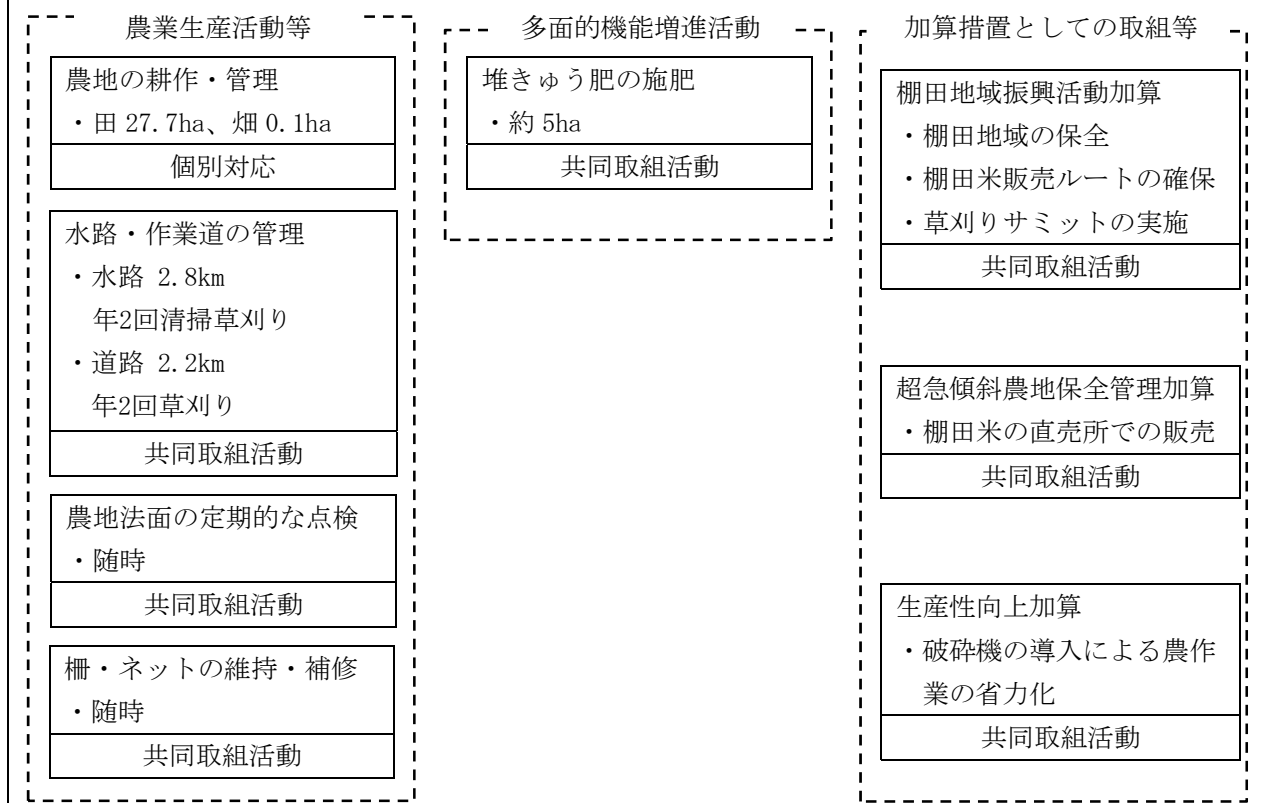 農業生産活動等
農地の耕作・管理
・田 27.7ha、畑 0.1ha
個別対応
水路・作業道の管理
・水路 2.8km
年2回清掃草刈り
・道路 2.2km
年2回草刈り
共同取組活動
農地法面の定期的な点検
・随時
共同取組活動
柵・ネットの維持・補修
・随時
共同取組活動
多面的機能増進活動
堆きゅう肥の施肥
・約 5ha
共同取組活動
加算措置としての取組等
棚田地域振興活動加算
・棚田地域の保全
・棚田米販売ルートの確保
・草刈りサミットの実施
共同取組活動
超急傾斜農地保全管理加算
・棚田米の直売所での販売
共同取組活動
生産性向上加算
・破砕機の導入による農作
業の省力化
共同取組活動